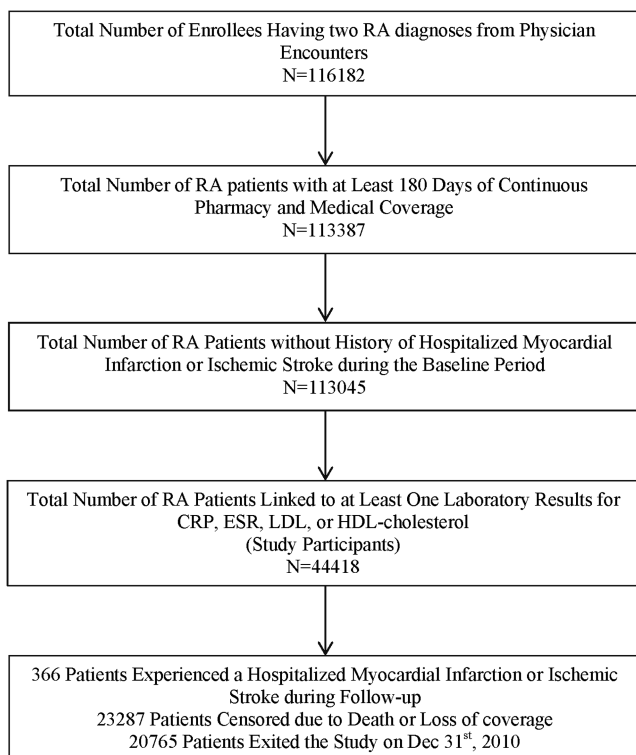 Total Number of Enrollees Having two RA diagnoses from Physician
Encounters
N=116182
Total Number of RA patients with at Least 180 Days of Continuous
Pharmacy and Medical Coverage
N=113387
Total Number of RA Patients without History of Hospitalized Myocardial
Infarction or Ischemic Stroke during the Baseline Period
N=113045
Total Number of RA Patients Linked to at Least One Laboratory Results for
CRP, ESR, LDL, or HDL-cholesterol
(Study Participants)
N=44418
366 Patients Experienced a Hospitalized Myocardial Infarction or Ischemic
Stroke during Follow-up
23287 Patients Censored due to Death or Loss of coverage
20765 Patients Exited the Study on Dec 31st, 2010